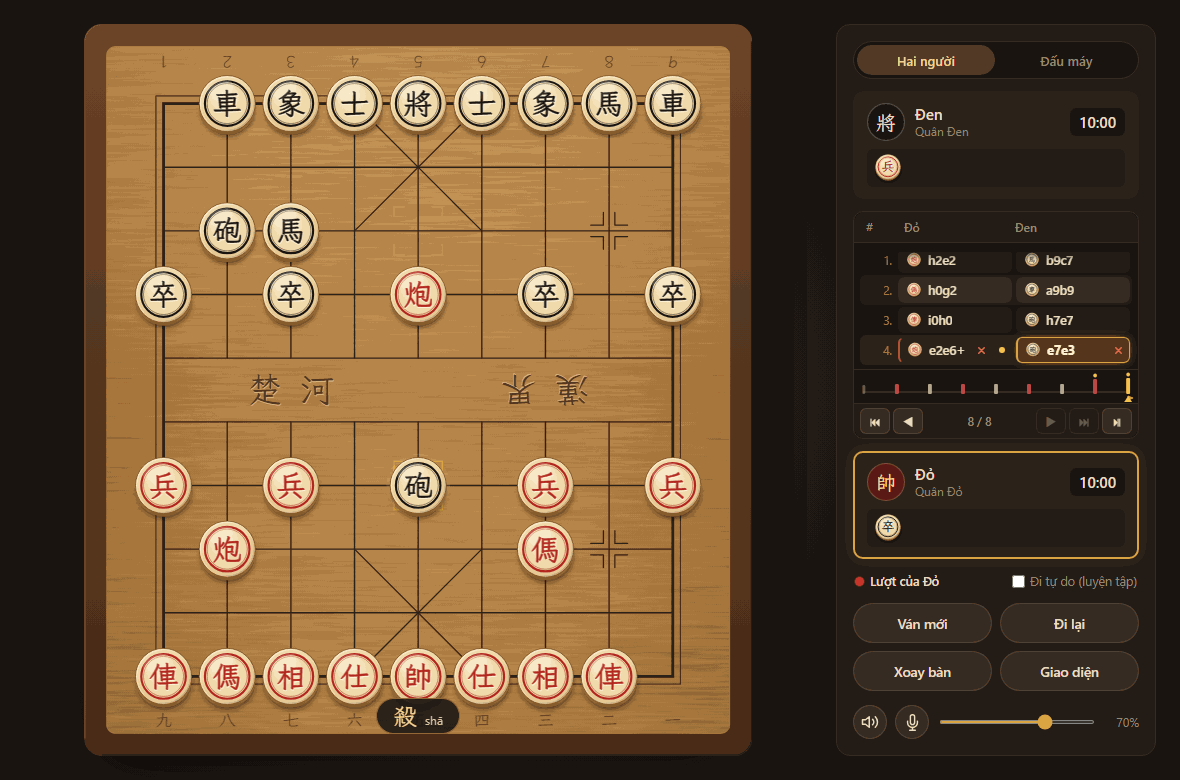 1 2 3 4 5 6 7 8 9
車 象 士 將 士 象 馬 車
砲 馬
卒 卒 炮 卒 卒
楚 河 漢 界
兵 兵 砲 兵 兵
炮 傌
俥 傌 相 仕 帥 仕 相 俥
九 八 七 六 四 三 二 一
殺 shā
Hai người Đấu máy
將 Đen 10:00
Quân Đen
兵
# Đỏ Đen
1. h2e2 b9c7
2. h0g2 a9b9
3. i0h0 h7e7
4. e2e6+ × e7e3 ×
8 / 8
帥 Đỏ 10:00
Quân Đỏ
卒
Lượt của Đỏ Đi tự do (luyện tập)
Ván mới Đi lại
Xoay bàn Giao diện
70%